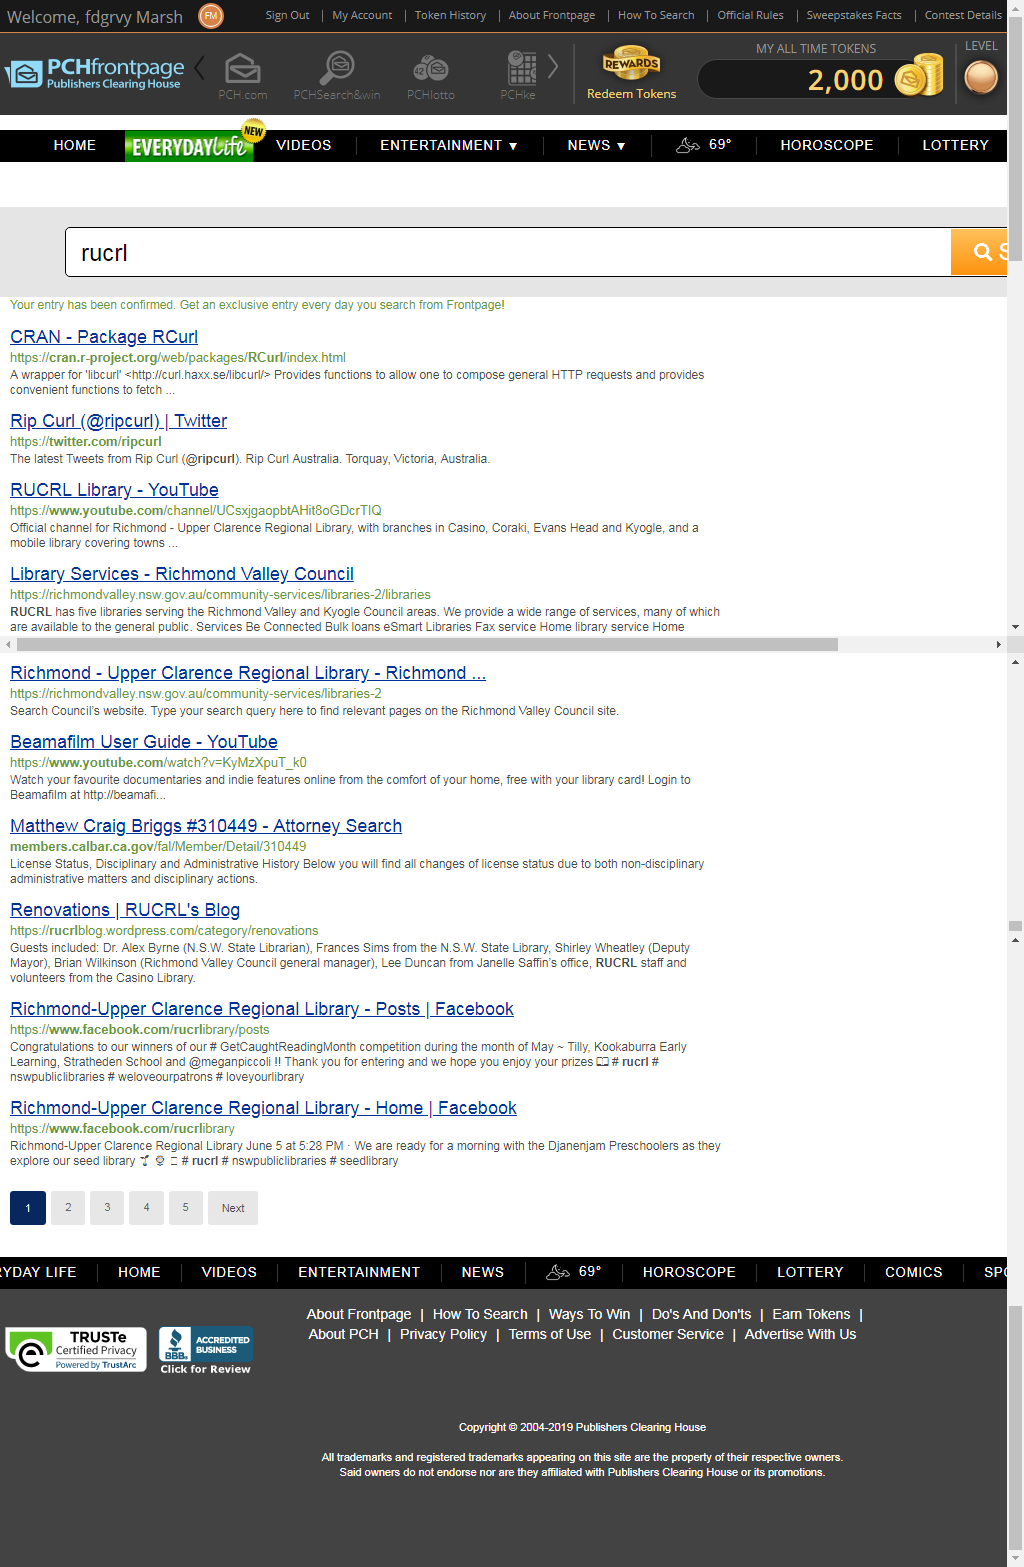 Welcome, fdgrvy Marsh FM Sign Out | My Account | Token History | About Frontpage | How To Search | Official Rules | Sweepstakes Facts | Contest Details
PCHfrontpage
Publishers Clearing House
PCH.com PCHSearch&win PCHlotto PCHke
42
REWARDS
Redeem Tokens
MY ALL TIME TOKENS
2,000
LEVEL
HOME EVERYDAY Life NEW VIDEOS ENTERTAINMENT ▼ NEWS ▼ 69° HOROSCOPE LOTTERY
rucrl
Your entry has been confirmed. Get an exclusive entry every day you search from Frontpage!
CRAN - Package RCurl
https://cran.r-project.org/web/packages/RCurl/index.html
A wrapper for 'libcurl' <http://curl.haxx.se/libcurl/> Provides functions to allow one to compose general HTTP requests and provides
convenient functions to fetch ...
Rip Curl (@ripcurl) | Twitter
https://twitter.com/ripcurl
The latest Tweets from Rip Curl (@ripcurl). Rip Curl Australia. Torquay, Victoria, Australia.
RUCRL Library - YouTube
https://www.youtube.com/channel/UCsxjgaopbtAHit8oGDcrTIQ
Official channel for Richmond - Upper Clarence Regional Library, with branches in Casino, Coraki, Evans Head and Kyogle, and a
mobile library covering towns ...
Library Services - Richmond Valley Council
https://richmondvalley.nsw.gov.au/community-services/libraries-2/libraries
RUCRL has five libraries serving the Richmond Valley and Kyogle Council areas. We provide a wide range of services, many of which
are available to the general public. Services Be Connected Bulk loans eSmart Libraries Fax service Home library service Home
Richmond - Upper Clarence Regional Library - Richmond ...
https://richmondvalley.nsw.gov.au/community-services/libraries-2
Search Council's website. Type your search query here to find relevant pages on the Richmond Valley Council site.
Beamafilm User Guide - YouTube
https://www.youtube.com/watch?v=KyMzXpuT_k0
Watch your favourite documentaries and indie features online from the comfort of your home, free with your library card! Login to
Beamafilm at http://beamafi...
Matthew Craig Briggs #310449 - Attorney Search
members.calbar.ca.gov/fal/Member/Detail/310449
License Status, Disciplinary and Administrative History Below you will find all changes of license status due to both non-disciplinary
administrative matters and disciplinary actions.
Renovations | RUCRL's Blog
https://rucrlblog.wordpress.com/category/renovations
Guests included: Dr. Alex Byrne (N.S.W. State Librarian), Frances Sims from the N.S.W. State Library, Shirley Wheatley (Deputy
Mayor), Brian Wilkinson (Richmond Valley Council general manager), Lee Duncan from Janelle Saffin's office, RUCRL staff and
volunteers from the Casino Library.
Richmond-Upper Clarence Regional Library - Posts | Facebook
https://www.facebook.com/rucrlibrary/posts
Congratulations to our winners of our # GetCaughtReadingMonth competition during the month of May ~ Tilly, Kookaburra Early
Learning, Stratheden School and @meganpiccoli !! Thank you for entering and we hope you enjoy your prizes 📖 # rucrl #
nswpubliclibraries # weloveourpatrons # loveyourlibrary
Richmond-Upper Clarence Regional Library - Home | Facebook
https://www.facebook.com/rucrlibrary
Richmond-Upper Clarence Regional Library June 5 at 5:28 PM · We are ready for a morning with the Djanenjam Preschoolers as they
explore our seed library # rucrl # nswpubliclibraries # seedlibrary
1 2 3 4 5 Next
RYDAY LIFE HOME VIDEOS ENTERTAINMENT NEWS 69° HOROSCOPE LOTTERY COMICS SPO
About Frontpage | How To Search | Ways To Win | Do's And Don'ts | Earn Tokens |
About PCH | Privacy Policy | Terms of Use | Customer Service | Advertise With Us
TRUSTe
Certified Privacy
Powered by TrustArc
BBB.
ACCREDITED
BUSINESS
Click for Review
Copyright © 2004-2019 Publishers Clearing House
All trademarks and registered trademarks appearing on this site are the property of their respective owners.
Said owners do not endorse nor are they affiliated with Publishers Clearing House or its promotions.